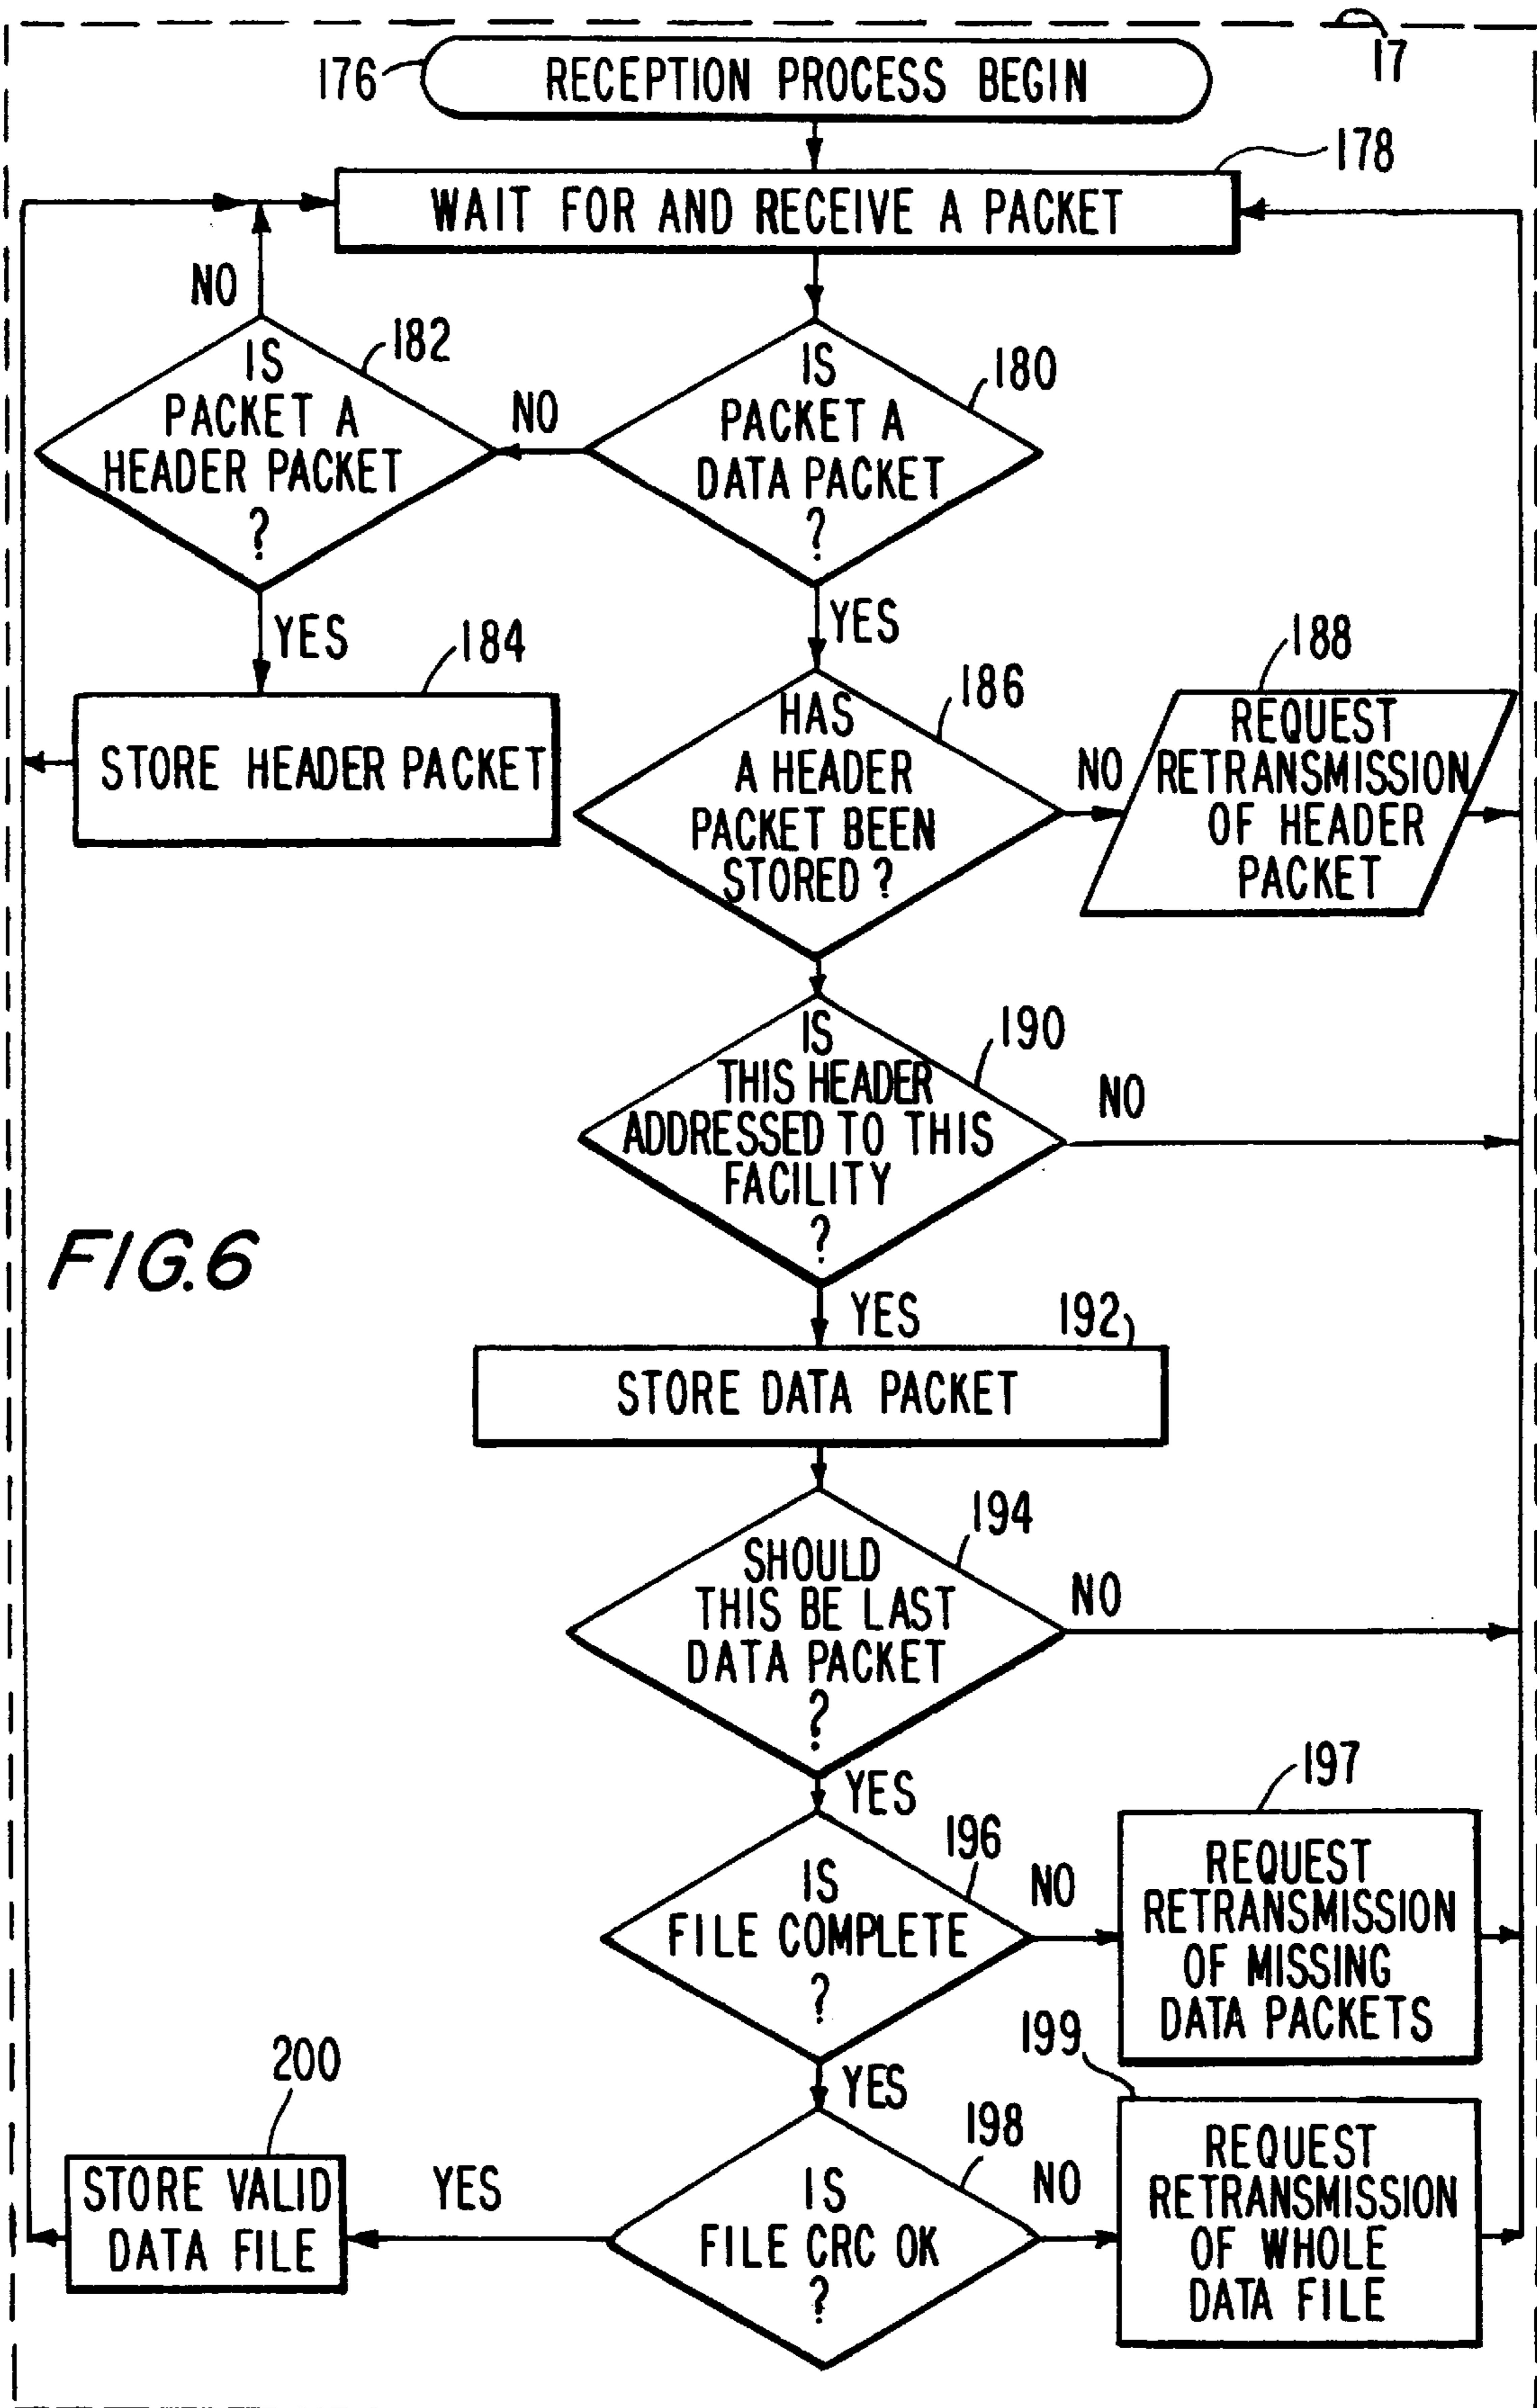 17
176
RECEPTION PROCESS BEGIN
178
WAIT FOR AND RECEIVE A PACKET
NO
182
IS
PACKET A
HEADER PACKET
?
NO
180
IS
PACKET A
DATA PACKET
?
YES
184
STORE HEADER PACKET
YES
186
HAS
A HEADER
PACKET BEEN
STORED ?
NO
188
REQUEST
RETRANSMISSION
OF HEADER
PACKET
190
IS
THIS HEADER
ADDRESSED TO THIS
FACILITY
?
NO
FIG.6
YES
192
STORE DATA PACKET
194
SHOULD
THIS BE LAST
DATA PACKET
?
NO
YES
196
IS
FILE COMPLETE
?
NO
197
REQUEST
RETRANSMISSION
OF MISSING
DATA PACKETS
YES
198
IS
FILE CRC OK
?
NO
199
REQUEST
RETRANSMISSION
OF WHOLE
DATA FILE
YES
200
STORE VALID
DATA FILE